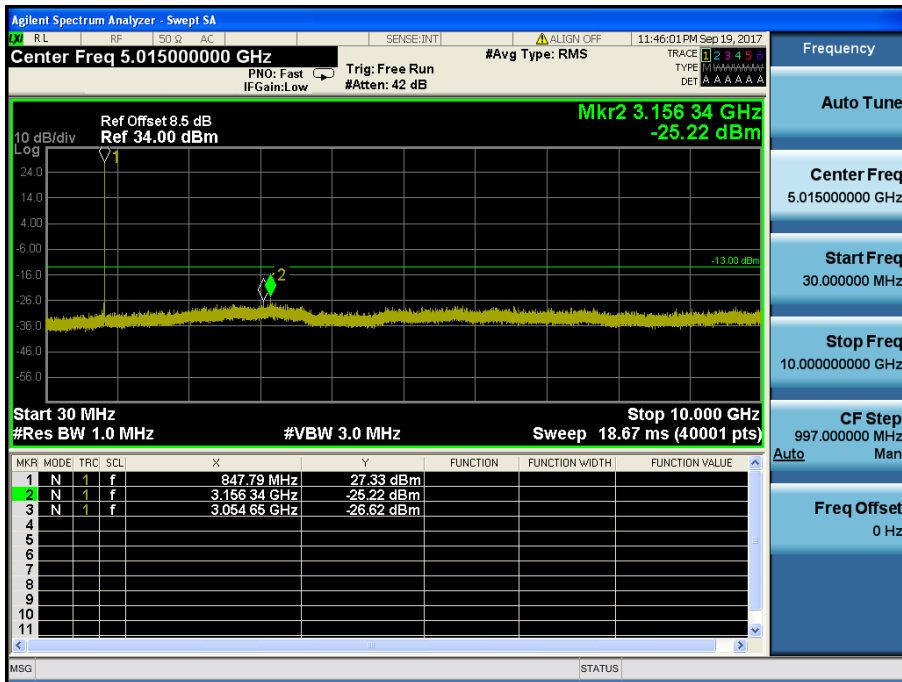 Agilent Spectrum Analyzer - Swept SA
LXI RL RF 50 Ω AC SENSE:INT ALIGN OFF 11:46:01 PM Sep 19, 2017
Center Freq 5.015000000 GHz #Avg Type: RMS TRACE 1 2 3 4 5 6
PNO: Fast Trig: Free Run TYPE M WWWWW
IFGain:Low #Atten: 42 dB DET A A A A A A
Frequency
Auto Tune
Center Freq
5.015000000 GHz
Start Freq
30.000000 MHz
Stop Freq
10.000000000 GHz
CF Step
997.000000 MHz
Auto Man
Freq Offset
0 Hz
Mkr2 3.156 34 GHz
-25.22 dBm
Ref Offset 8.5 dB
10 dB/div Ref 34.00 dBm
Log
1
24.0
14.0
4.00
-6.00
-13.00 dBm
-16.0
2
-26.0
-36.0
-46.0
-56.0
Start 30 MHz Stop 10.000 GHz
#Res BW 1.0 MHz #VBW 3.0 MHz Sweep 18.67 ms (40001 pts)
MKR MODE TRC SCL X Y FUNCTION FUNCTION WIDTH FUNCTION VALUE
1 N 1 f 847.79 MHz 27.33 dBm
2 N 1 f 3.156 34 GHz -25.22 dBm
3 N 1 f 3.054 65 GHz -26.62 dBm
4
5
6
7
8
9
10
11
MSG STATUS